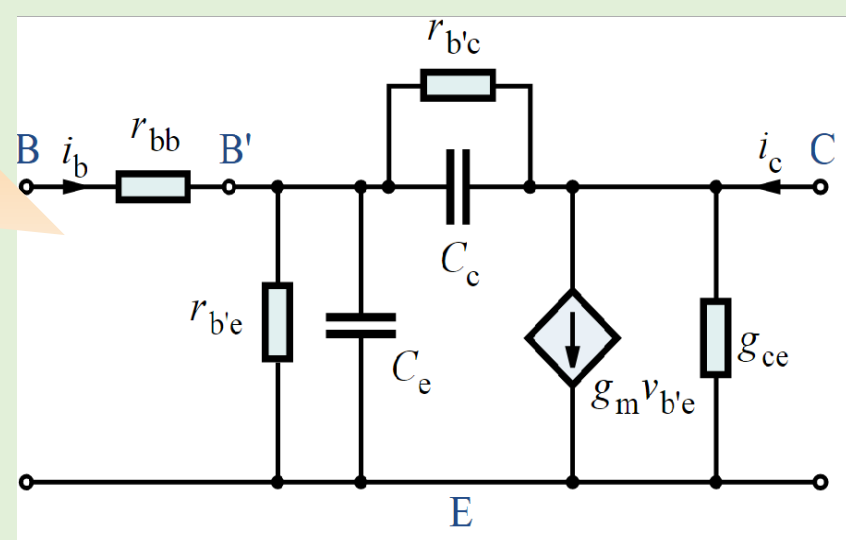 r_b'c
B
i_b
r_bb
B'
i_c
C
C_c
r_b'e
C_e
g_m v_b'e
g_ce
E